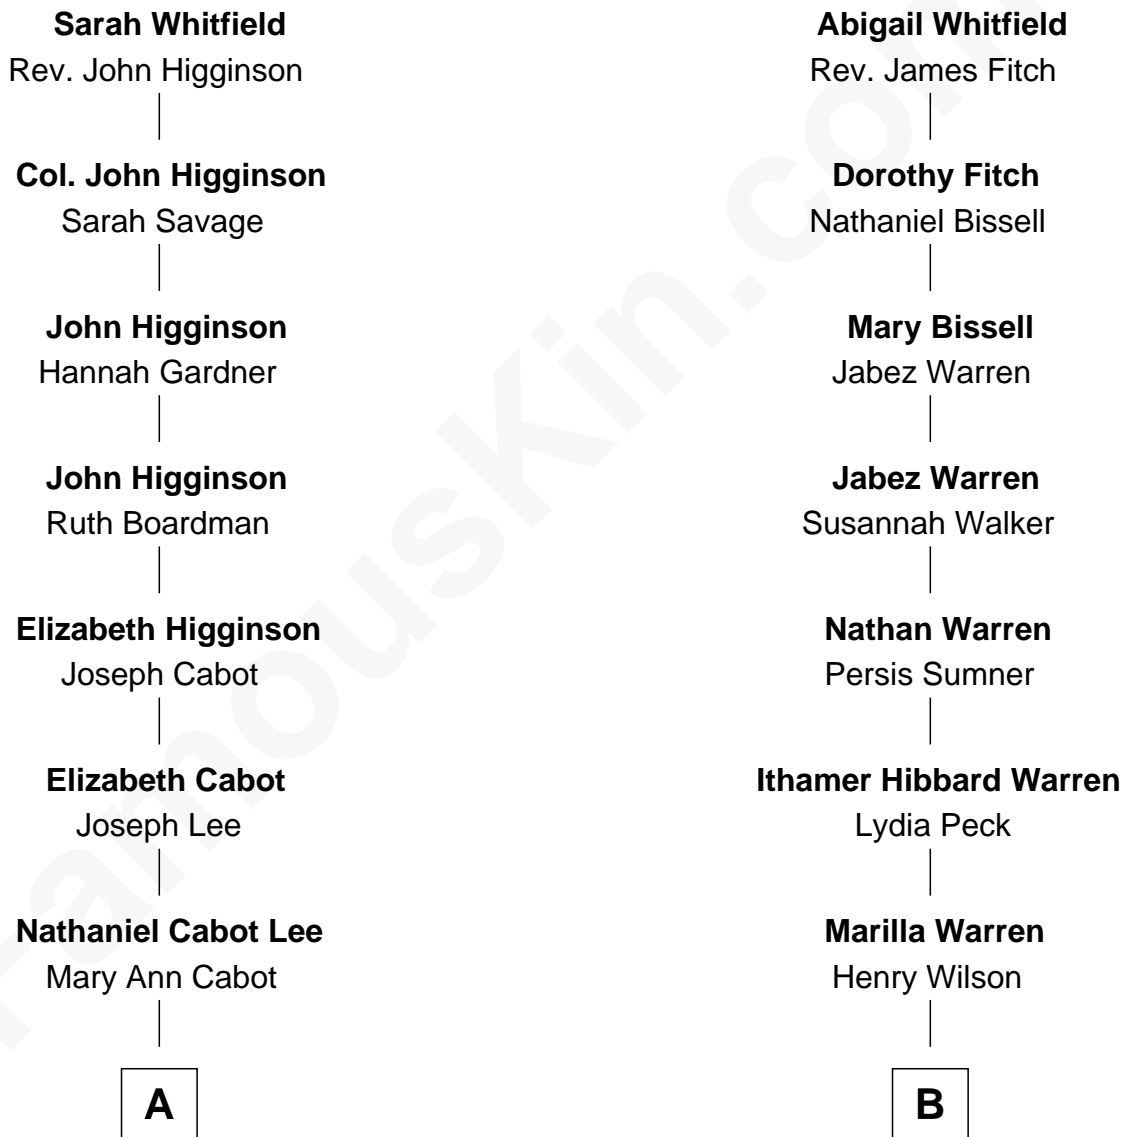 Sarah Whitfield
Rev. John Higginson
Col. John Higginson
Sarah Savage
John Higginson
Hannah Gardner
John Higginson
Ruth Boardman
Elizabeth Higginson
Joseph Cabot
Elizabeth Cabot
Joseph Lee
Nathaniel Cabot Lee
Mary Ann Cabot
A
Abigail Whitfield
Rev. James Fitch
Dorothy Fitch
Nathaniel Bissell
Mary Bissell
Jabez Warren
Jabez Warren
Susannah Walker
Nathan Warren
Persis Sumner
Ithamer Hibbard Warren
Lydia Peck
Marilla Warren
Henry Wilson
B
FamousKin.com